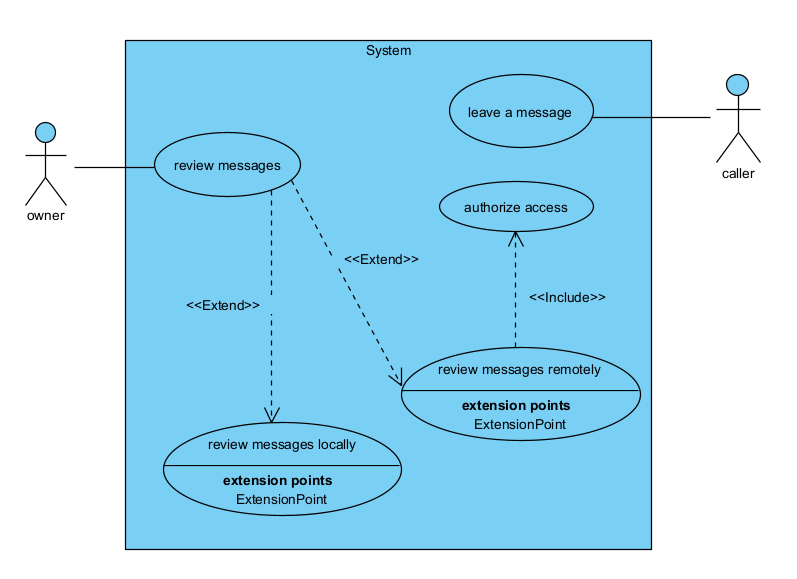 System
leave a message
caller
review messages
owner
authorize access
<<Extend>>
<<Extend>>
<<Include>>
review messages remotely
extension points
ExtensionPoint
review messages locally
extension points
ExtensionPoint